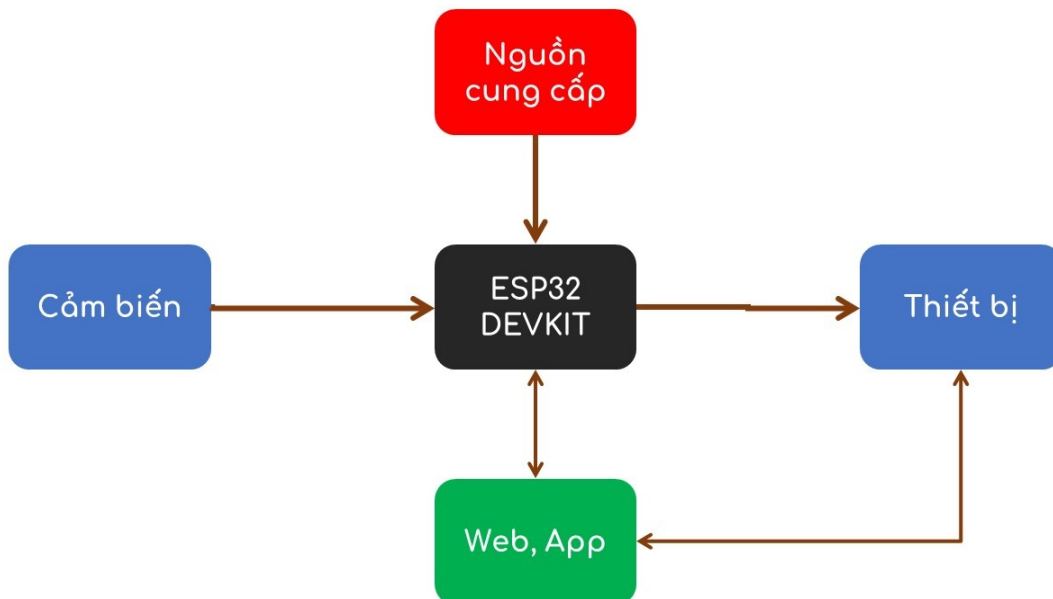 Nguồn
cung cấp
Cảm biến
ESP32
DEVKIT
Thiết bị
Web, App